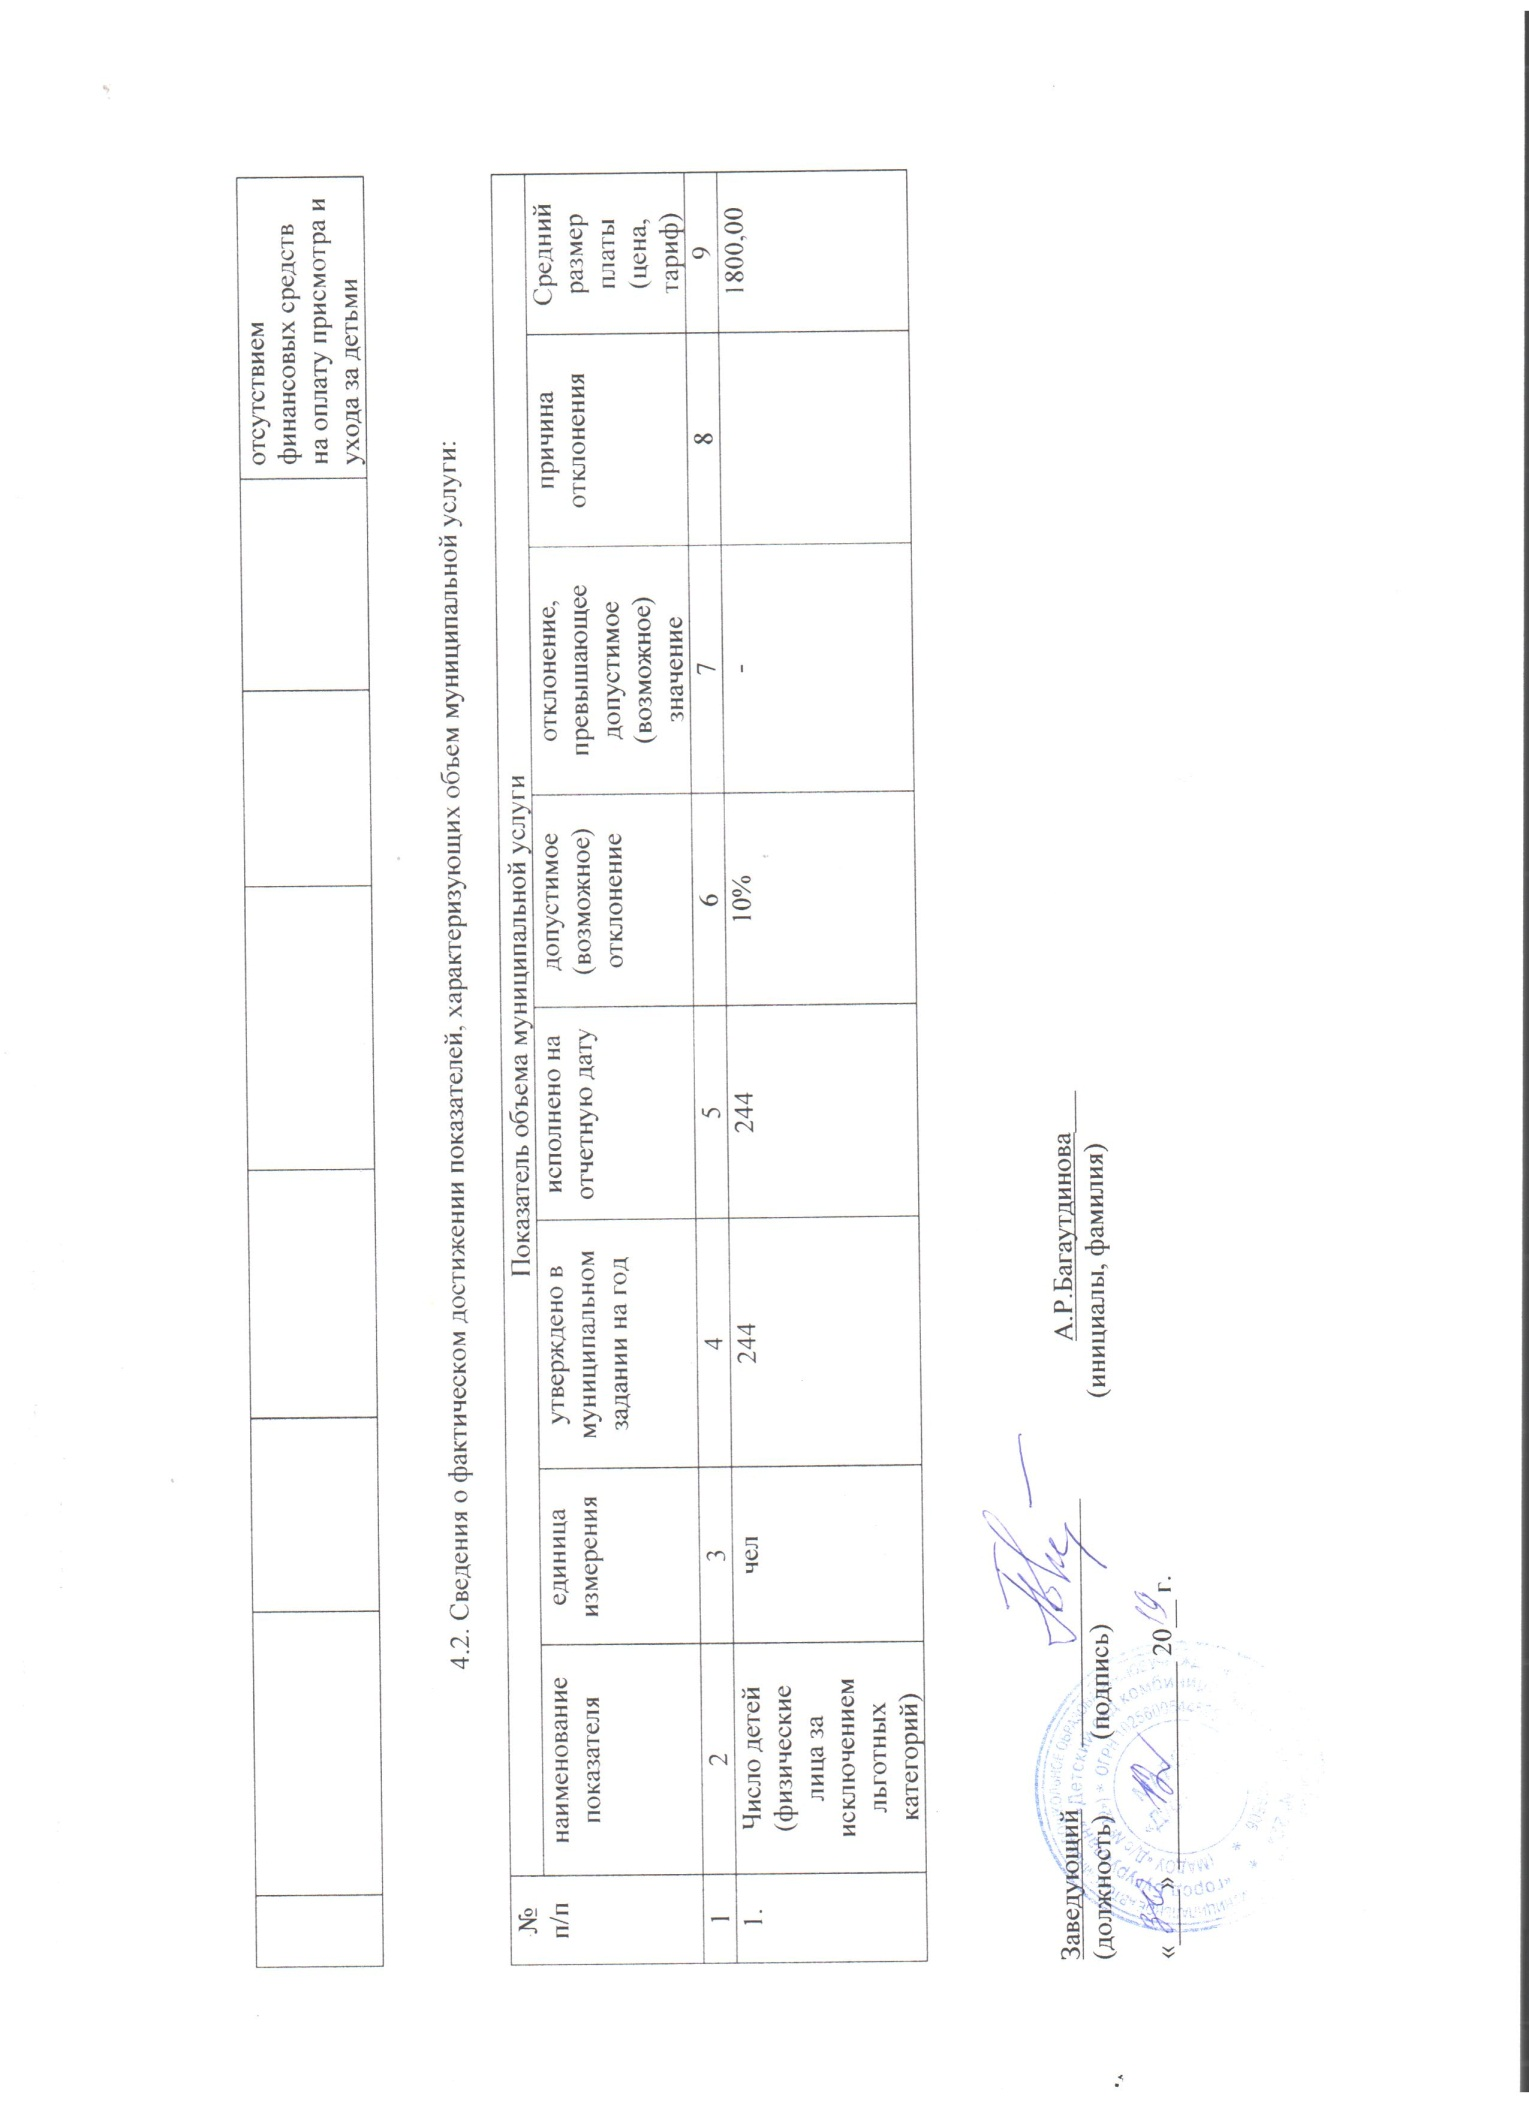 отсутствием
финансовых средств
на оплату присмотра и
ухода за детьми
4.2. Сведения о фактическом достижении показателей, характеризующих объем муниципальной услуги:
№
п/п
Показатель объема муниципальной услуги
наименование
показателя
единица
измерения
утверждено в
муниципальном
задании на год
исполнено на
отчетную дату
допустимое
(возможное)
отклонение
отклонение,
превышающее
допустимое
(возможное)
значение
причина
отклонения
Средний
размер
платы
(цена,
тариф)
1 2 3 4 5 6 7 8 9
1.
Число детей
(физические
лица за
исключением
льготных
категорий)
чел
244
244
10%
-
1800,00
Заведующий А.Р.Багаутдинова
(должность) (подпись) (инициалы, фамилия)
« » 2019 г.